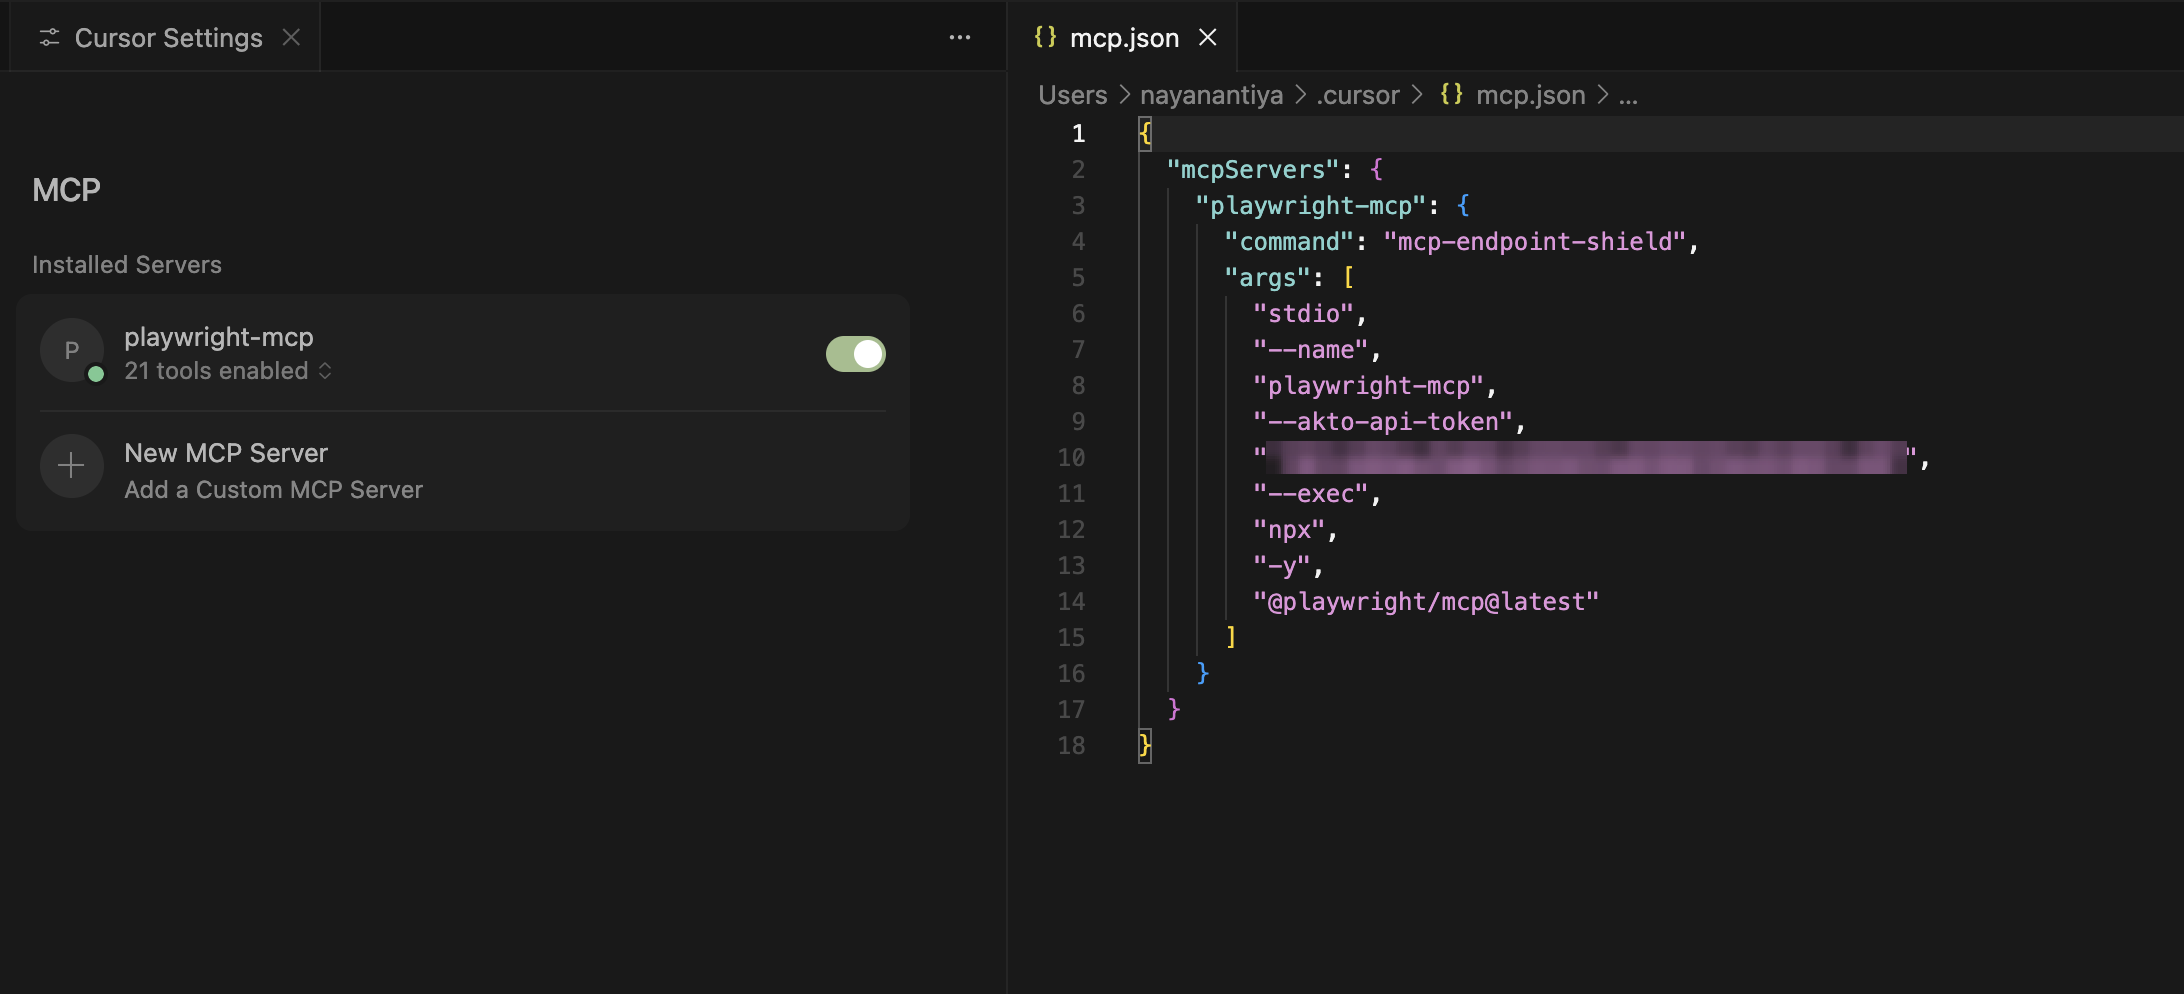 Cursor Settings
MCP
Installed Servers
P
playwright-mcp
21 tools enabled
New MCP Server
Add a Custom MCP Server
{} mcp.json
Users > nayanantiya > .cursor > {} mcp.json > ...
1 {
2 "mcpServers": {
3 "playwright-mcp": {
4 "command": "mcp-endpoint-shield",
5 "args": [
6 "stdio",
7 "--name",
8 "playwright-mcp",
9 "--akto-api-token",
10 "",
11 "--exec",
12 "npx",
13 "-y",
14 "@playwright/mcp@latest"
15 ]
16 }
17 }
18 }